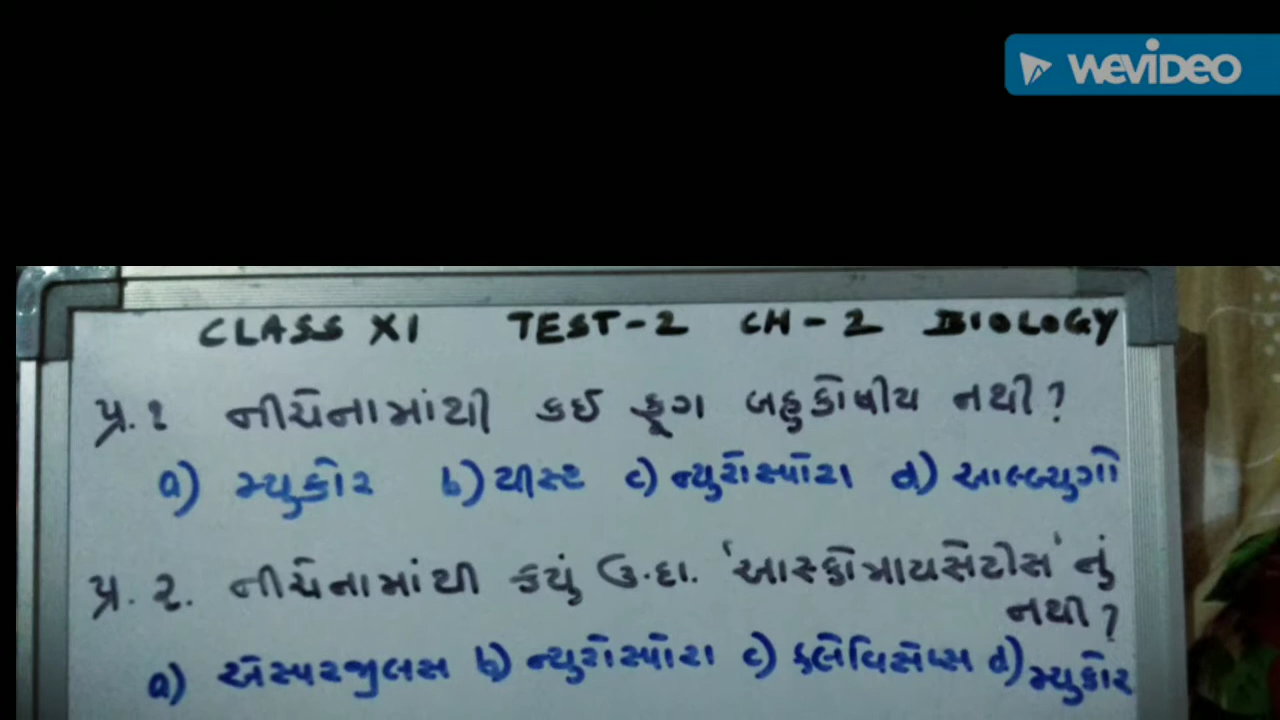 WEVIDEO
CLASS XI TEST-2 CH-2 BIOLOGY
પ્ર.૧ નીચેનામાંથી કઈ ફૂગ બહુકોષીય નથી?
a) મ્યુકોર b) યીસ્ટ c) ન્યુરોસ્પોરા d) આલ્બ્યુગો
પ્ર. ૨. નીચેનામાંથી કયું ઉ.દા. 'આસ્કોમાયસેટીસ' નું
નથી?
a) એસ્પરજીલસ b) ન્યુરોસ્પોરા c) ક્લેવિસેપ્સ d) મ્યુકોર